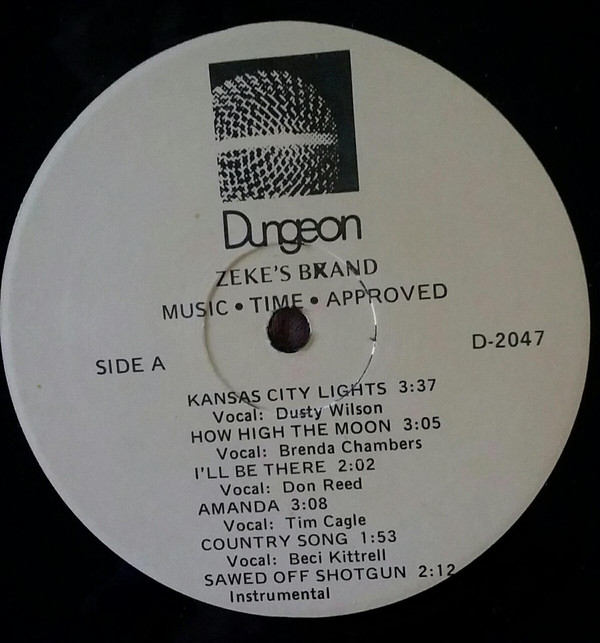 Dungeon
ZEKE'S BRAND
MUSIC • TIME • APPROVED
SIDE A
D-2047
KANSAS CITY LIGHTS 3:37
Vocal: Dusty Wilson
HOW HIGH THE MOON 3:05
Vocal: Brenda Chambers
I'LL BE THERE 2:02
Vocal: Don Reed
AMANDA 3:08
Vocal: Tim Cagle
COUNTRY SONG 1:53
Vocal: Beci Kittrell
SAWED OFF SHOTGUN 2:12
Instrumental